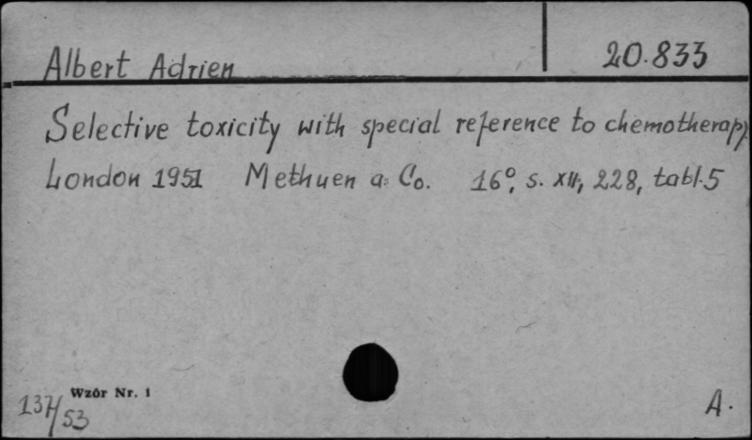 Albert Adrien 20.833
Selective toxicity with special reference to chemotherapy
London 1951 Methuen a. Co. 16°, s. XII, 228, tabl. 5
Wzór Nr. 1
137/53 A.